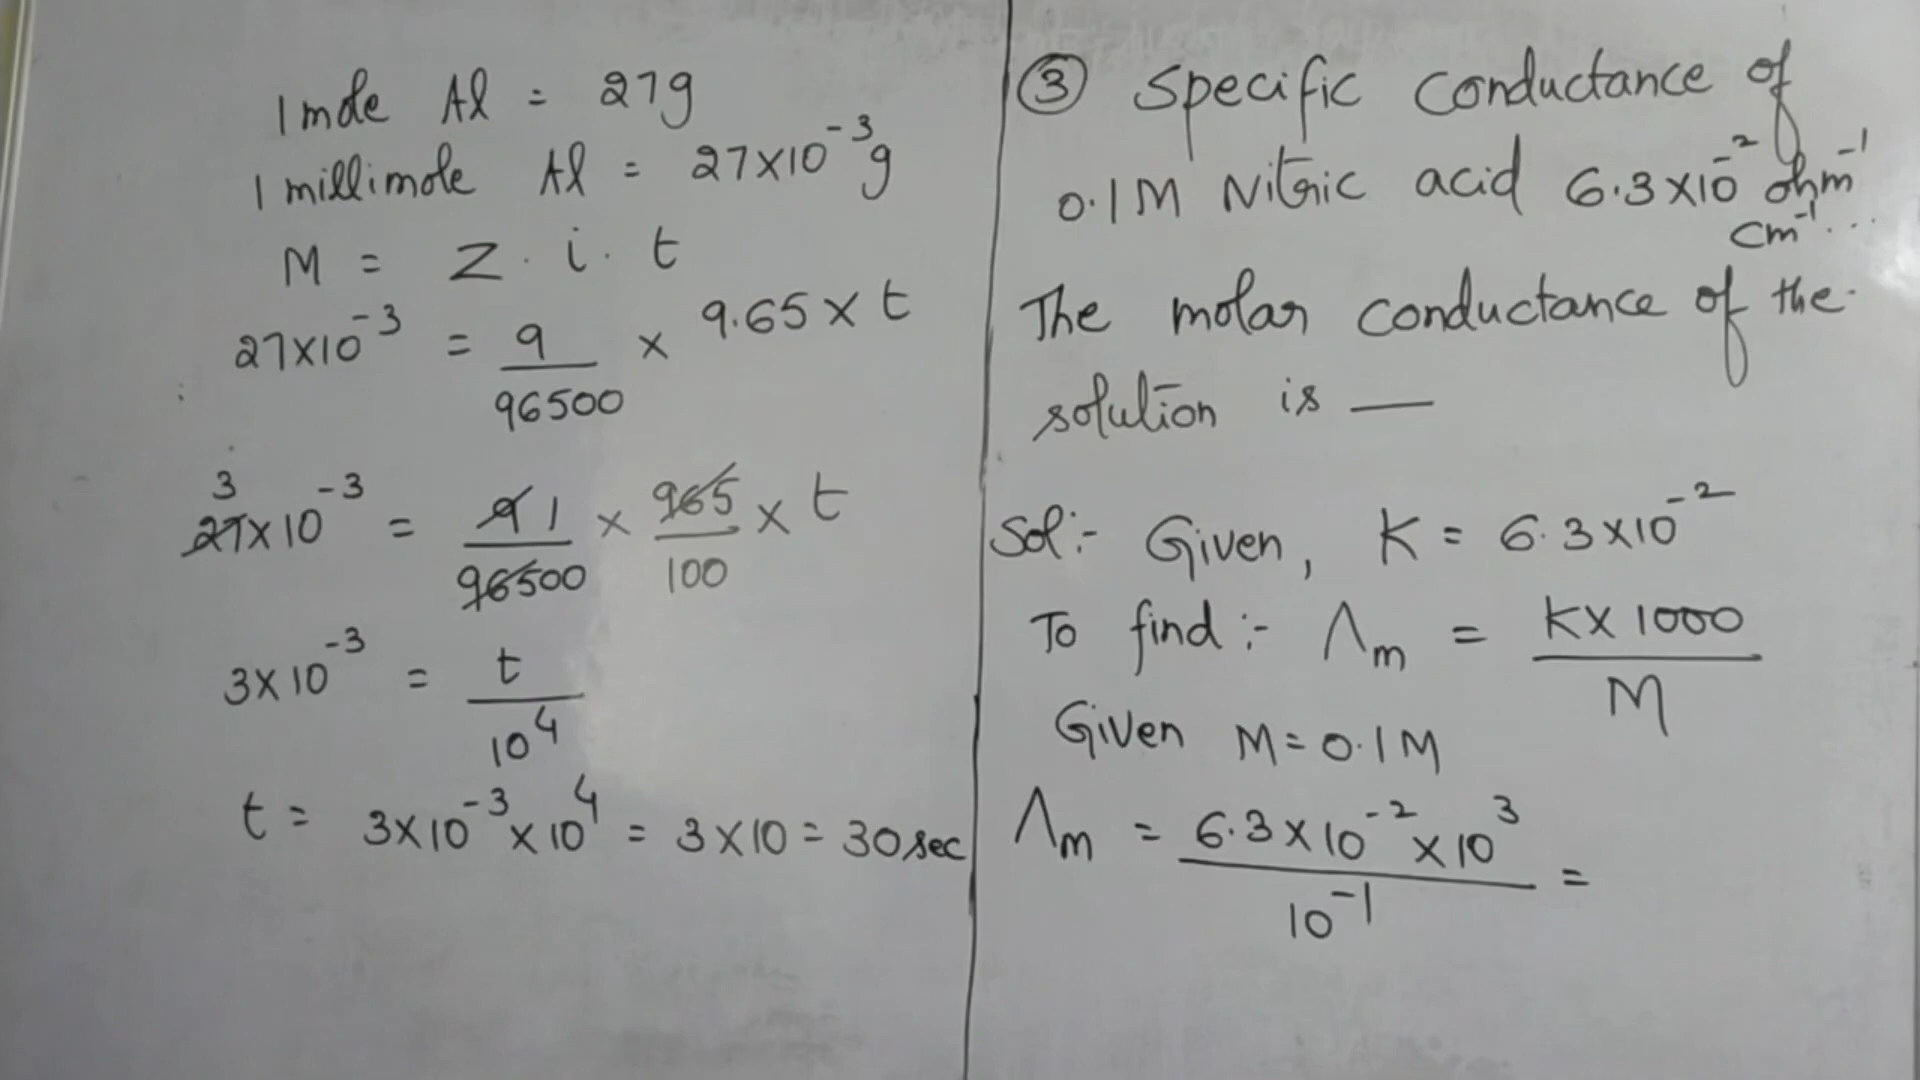 1 mole Al = 27g
1 millimole Al = 27×10⁻³g
M = Z . i . t
27×10⁻³ = 9/96500 × 9.65 × t
3
27×10⁻³ = 9 1/96500 × 965/100 × t
3×10⁻³ = t/10⁴
t = 3×10⁻³×10⁴ = 3×10 = 30 sec
③ Specific conductance of
0.1M Nitric acid 6.3×10⁻² ohm⁻¹
cm⁻¹...
The molar conductance of the
solution is —
Sol:- Given, K = 6.3×10⁻²
To find :- Λm = K×1000/M
Given M=0.1M
Λm = 6.3×10⁻²×10³/10⁻¹ =